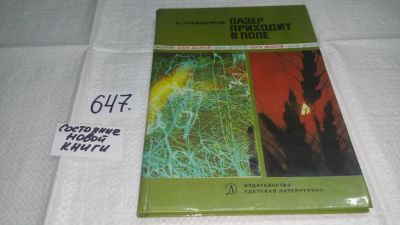 ЛАЗЕР
ПРИХОДИТ
В ПОЛЕ
647.
СОСТОЯНИЕ
НОВОЙ
КНИГИ
ИЗДАТЕЛЬСТВО
«ДЕТСКАЯ ЛИТЕРАТУРА»